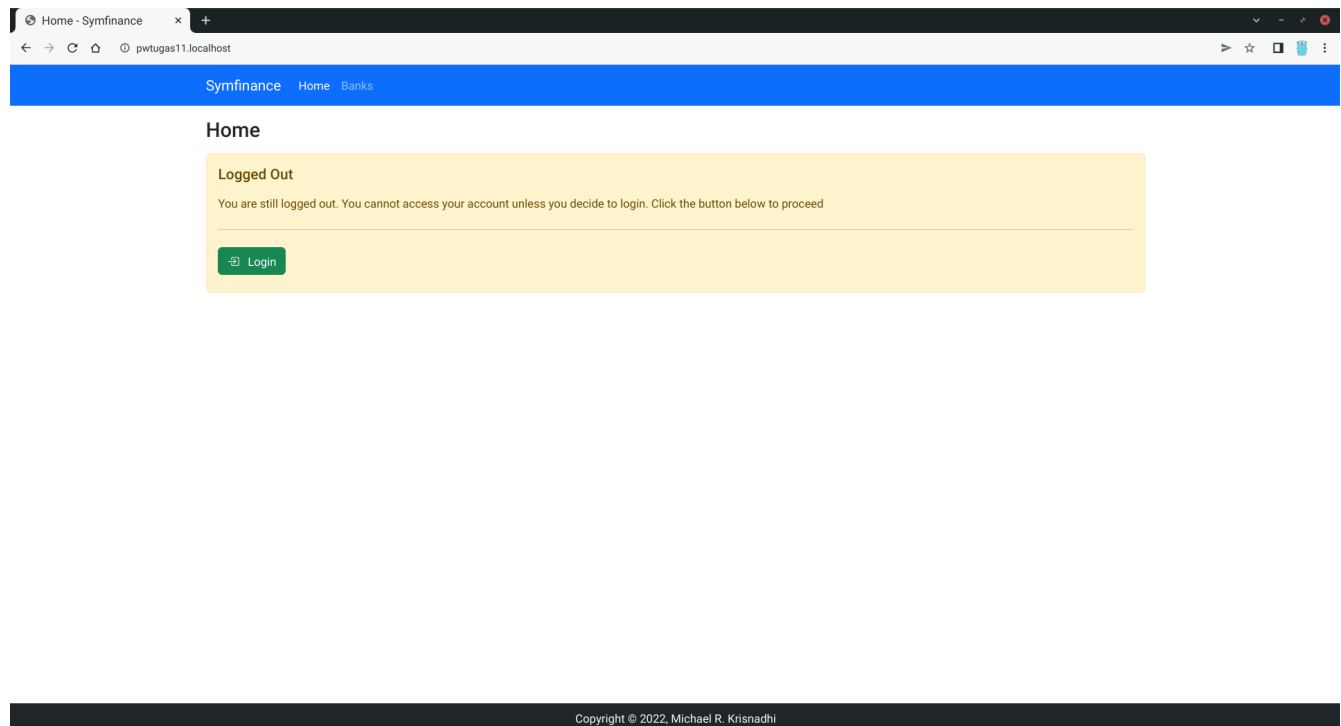 Home - Symfinance
pwtugas11.localhost
Symfinance Home Banks
Home
Logged Out
You are still logged out. You cannot access your account unless you decide to login. Click the button below to proceed
Login
Copyright © 2022, Michael R. Krisnadhi